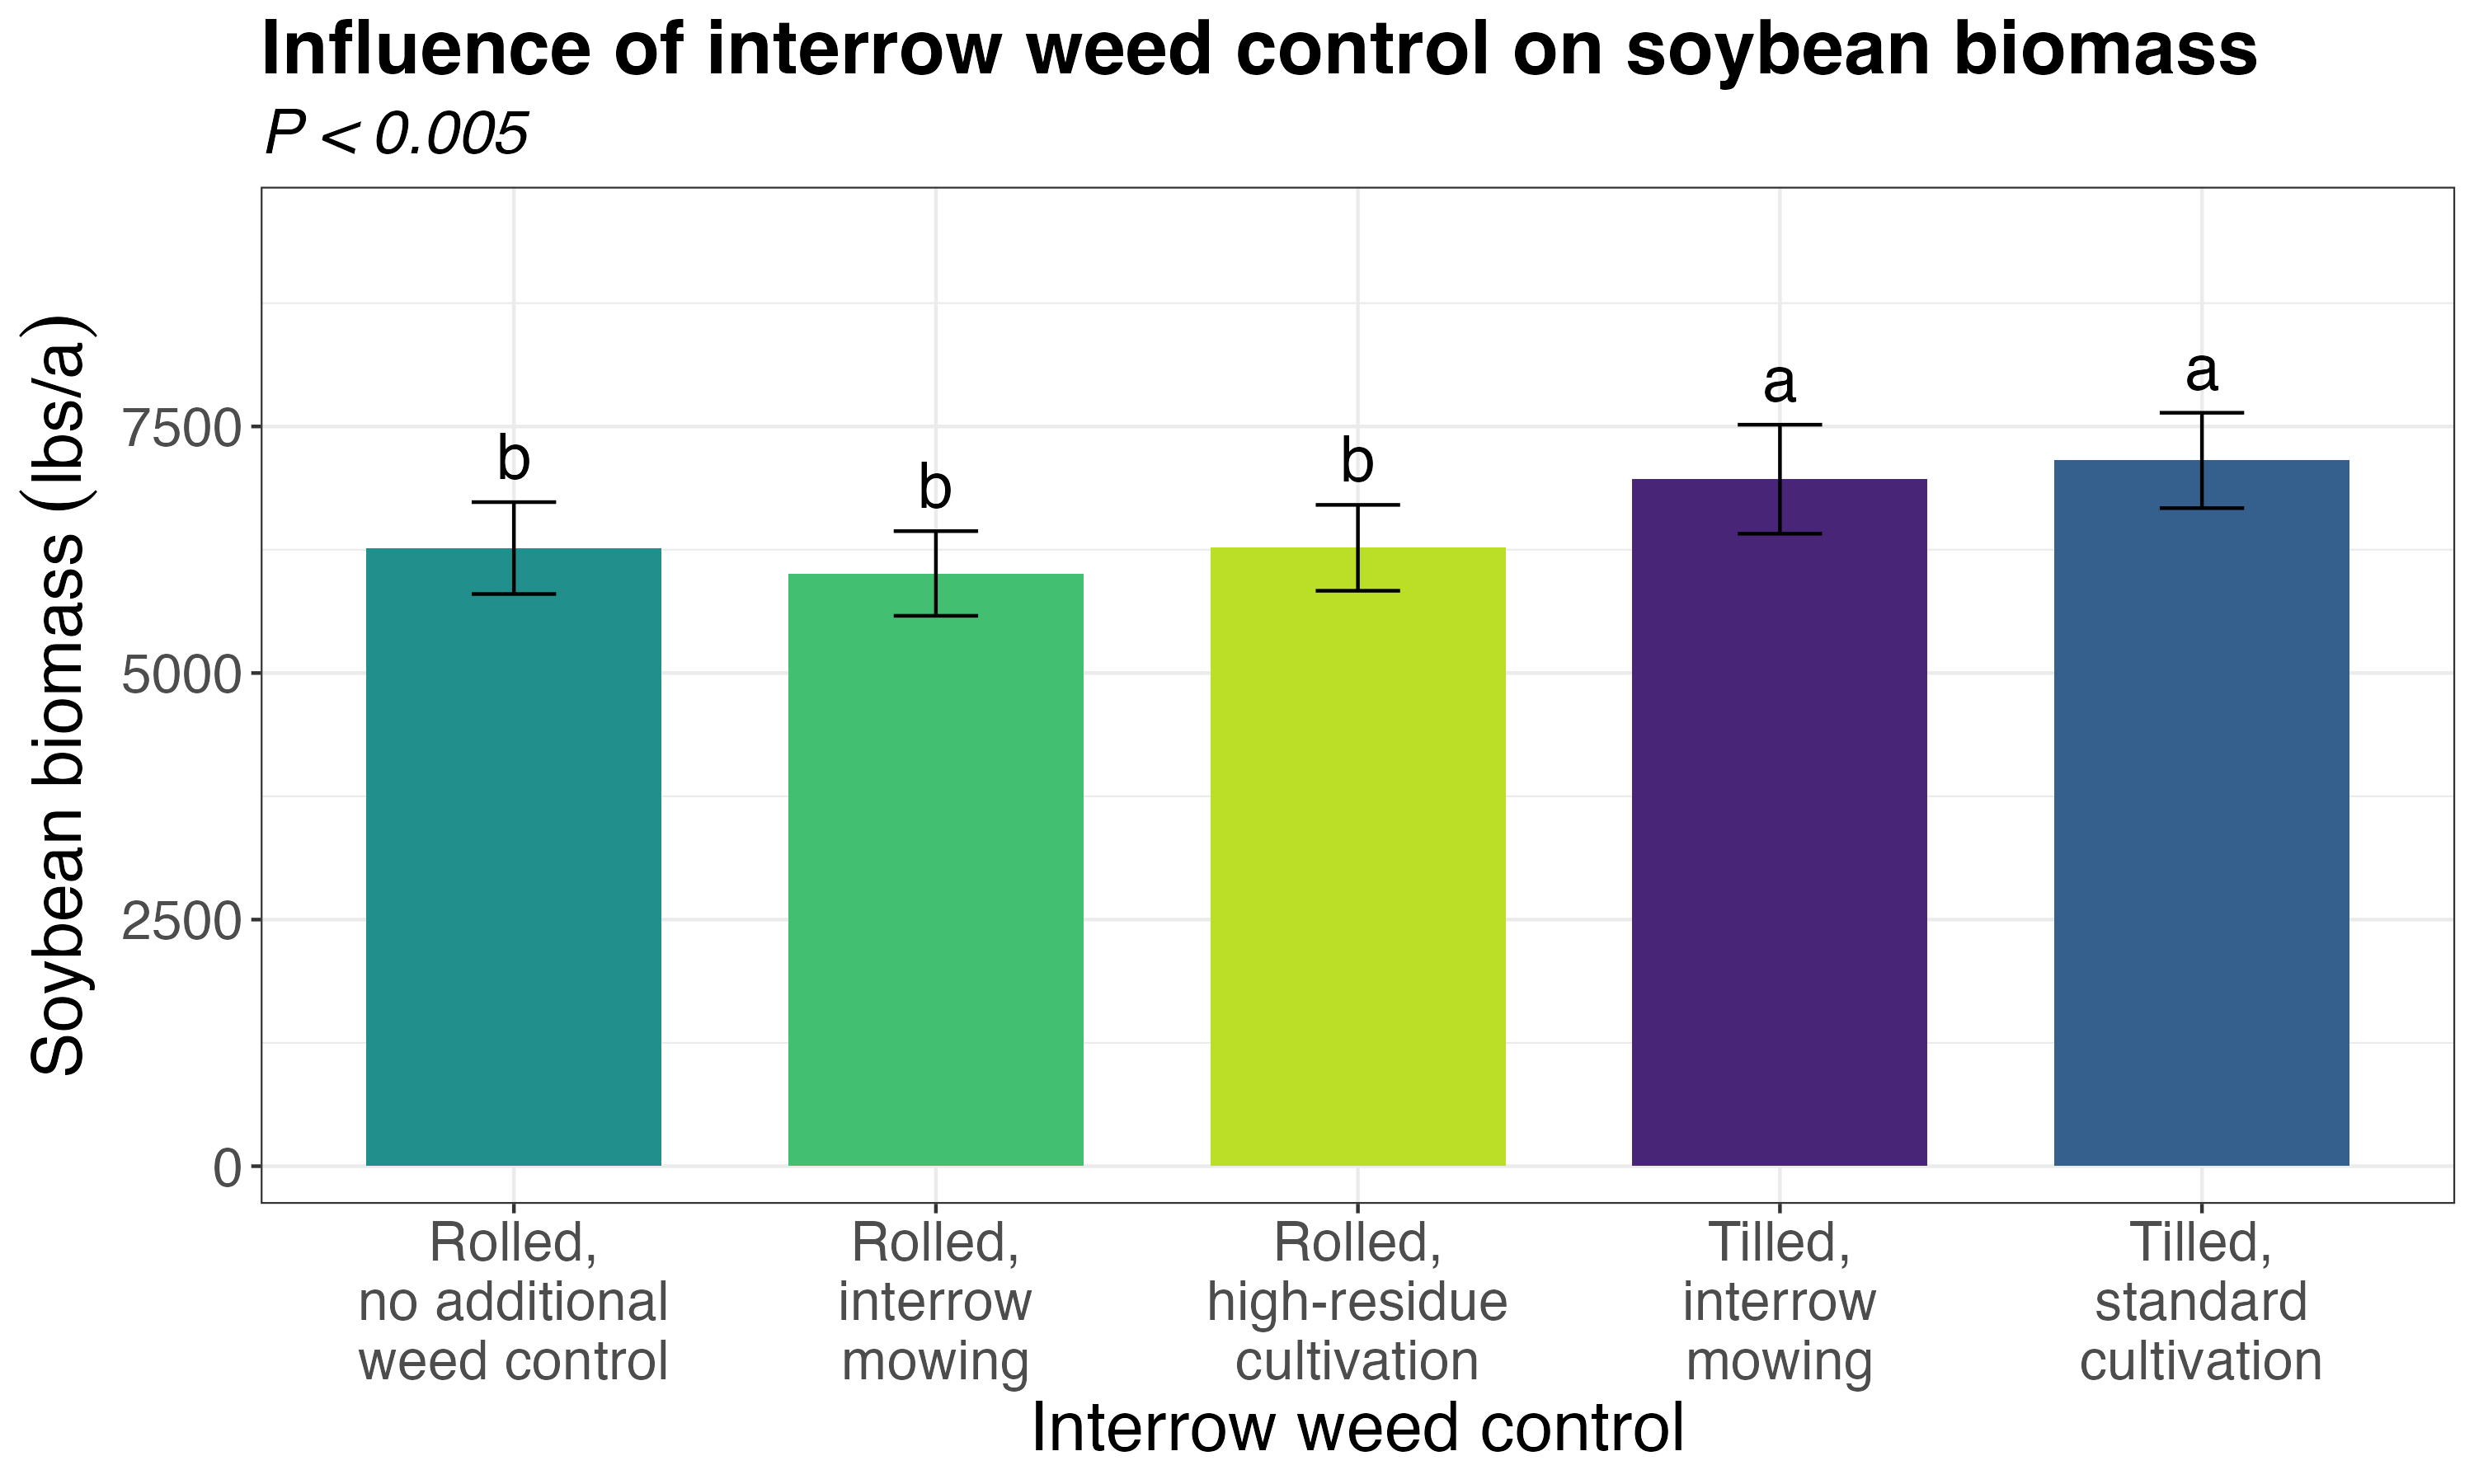 Influence of interrow weed control on soybean biomass
P < 0.005
Soybean biomass (lbs/a)
7500
5000
2500
0
b
b
b
a
a
Rolled,
no additional
weed control
Rolled,
interrow
mowing
Rolled,
high-residue
cultivation
Tilled,
interrow
mowing
Tilled,
standard
cultivation
Interrow weed control